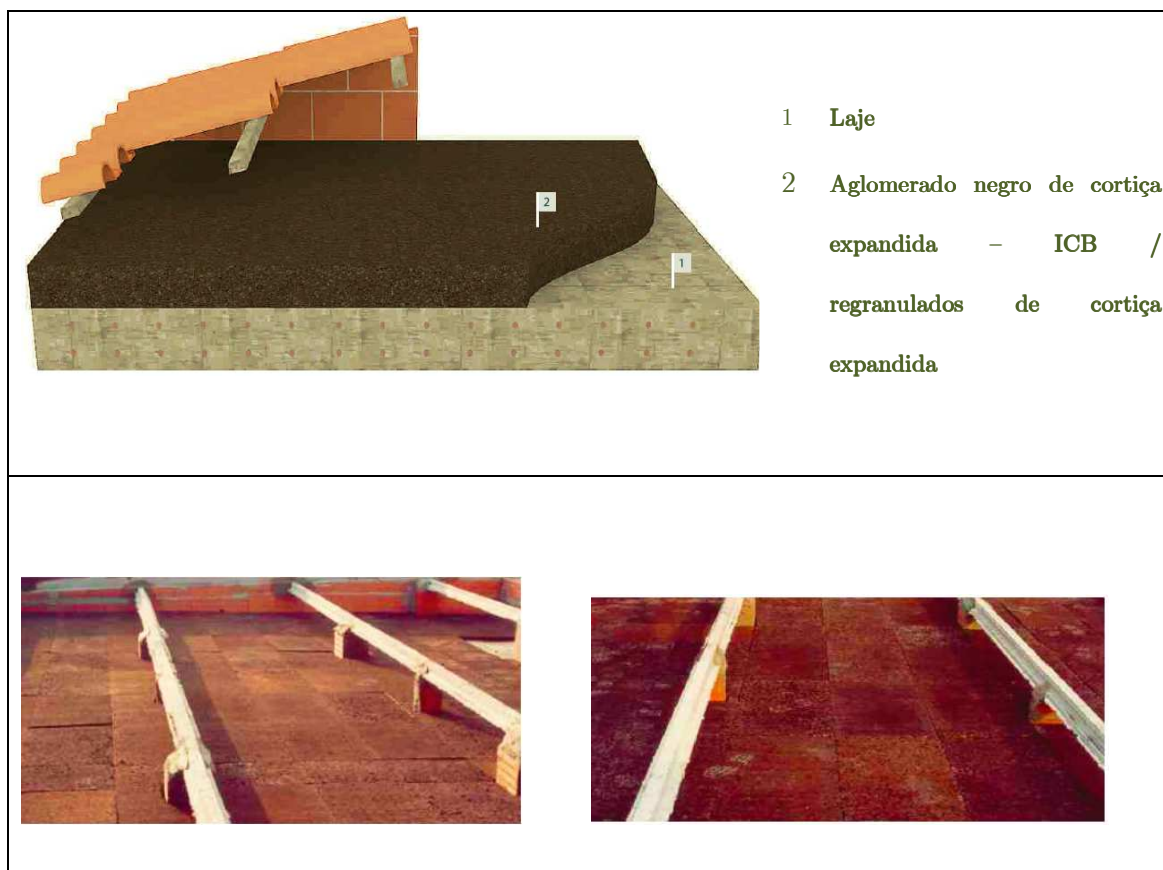 1 Laje
2 Aglomerado negro de cortiça
expandida – ICB /
regranulados de cortiça
expandida
2
1